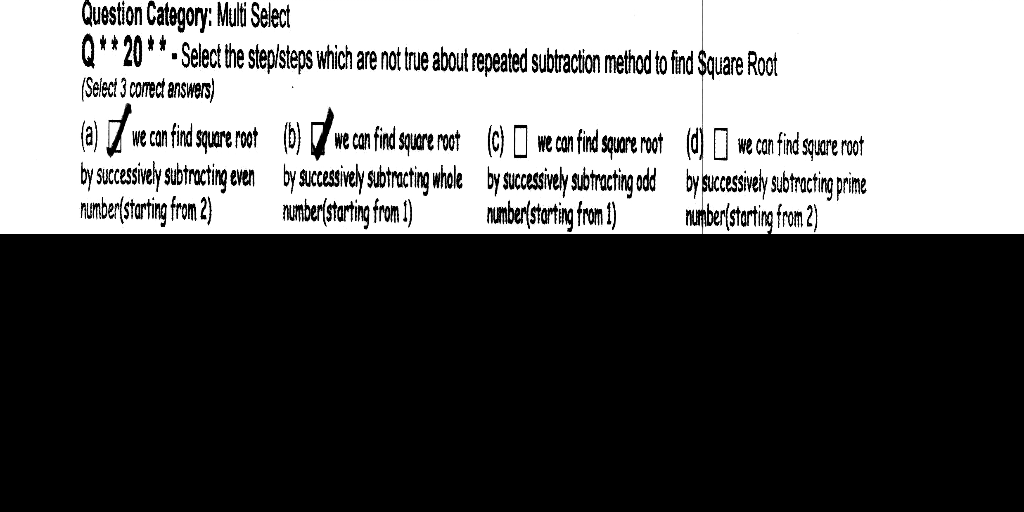 Question Category: Multi Select
Q ** 20 ** - Select the step/steps which are not true about repeated subtraction method to find Square Root
(Select 3 correct answers)
(a) we can find square root by successively subtracting even number(starting from 2)
(b) we can find square root by successively subtracting whole number(starting from 1)
(c) we can find square root by successively subtracting odd number(starting from 1)
(d) we can find square root by successively subtracting prime number(starting from 2)